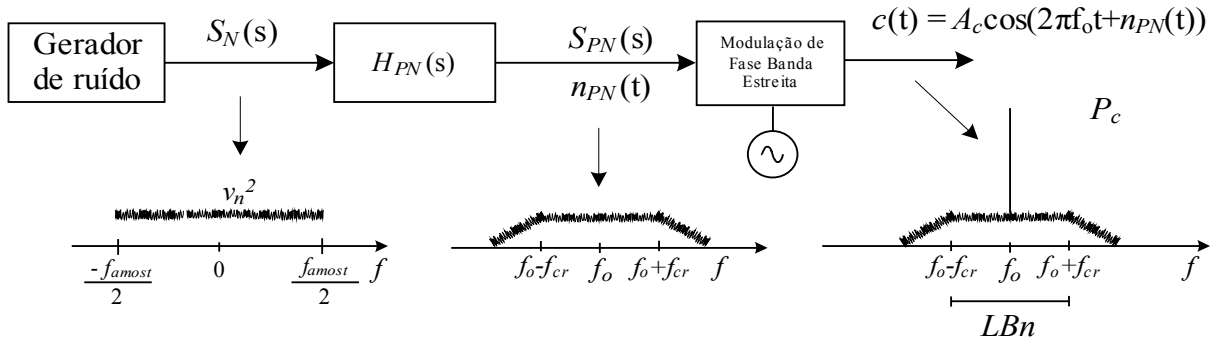 Gerador
de ruído
S_N(s)
H_PN(s)
S_PN(s)
n_PN(t)
Modulação de
Fase Banda
Estreita
c(t) = A_c cos(2πf_o t+n_PN(t))
P_c
v_n^2
-f_amost/2
0
f_amost/2
f
f_o-f_cr
f_o
f_o+f_cr
f
f_o-f_cr
f_o
f_o+f_cr
f
LBn